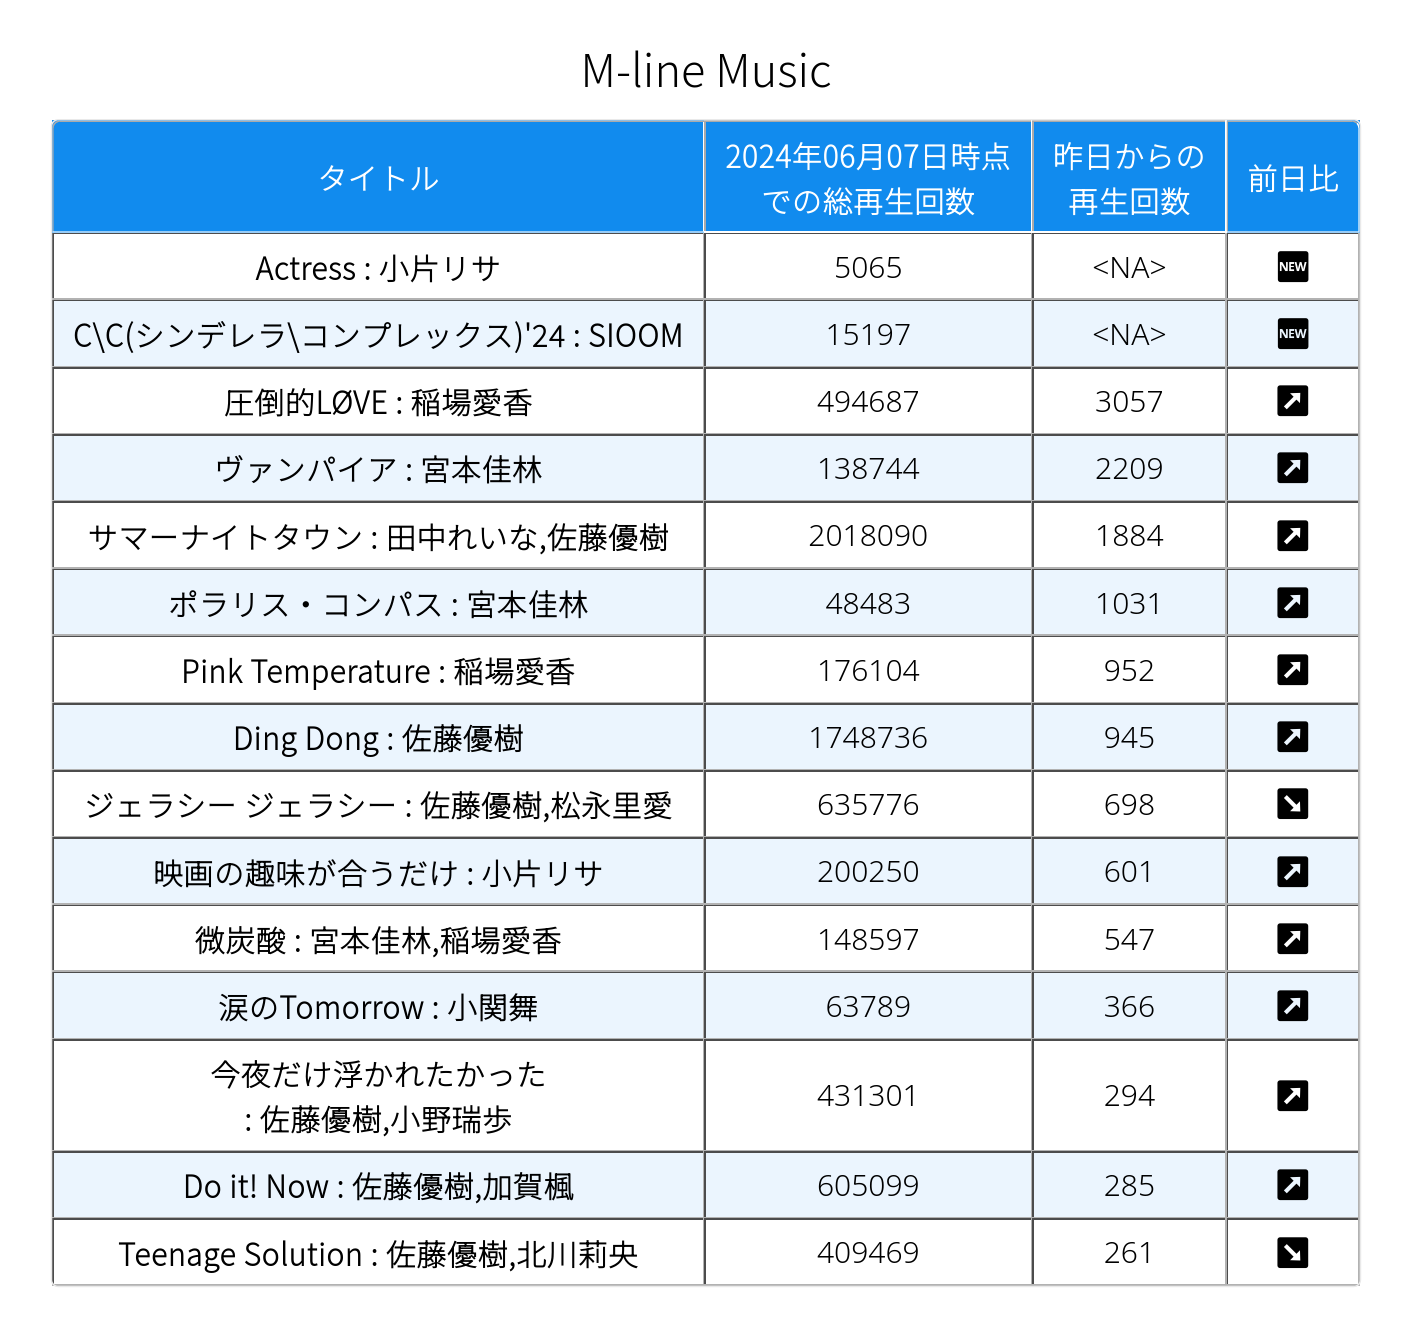 M-line Music
タイトル
2024年06月07日時点
での総再生回数
昨日からの
再生回数
前日比
Actress : 小片リサ 5065 <NA> NEW
C\C(シンデレラ\コンプレックス)'24 : SIOOM 15197 <NA> NEW
圧倒的LØVE : 稲場愛香 494687 3057
ヴァンパイア : 宮本佳林 138744 2209
サマーナイトタウン : 田中れいな,佐藤優樹 2018090 1884
ポラリス・コンパス : 宮本佳林 48483 1031
Pink Temperature : 稲場愛香 176104 952
Ding Dong : 佐藤優樹 1748736 945
ジェラシー ジェラシー : 佐藤優樹,松永里愛 635776 698
映画の趣味が合うだけ : 小片リサ 200250 601
微炭酸 : 宮本佳林,稲場愛香 148597 547
涙のTomorrow : 小関舞 63789 366
今夜だけ浮かれたかった
: 佐藤優樹,小野瑞歩 431301 294
Do it! Now : 佐藤優樹,加賀楓 605099 285
Teenage Solution : 佐藤優樹,北川莉央 409469 261